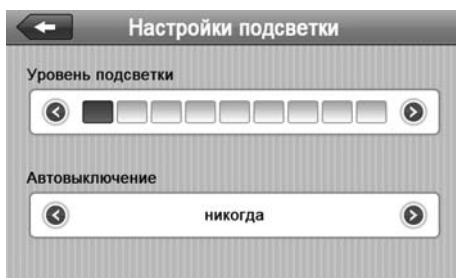 Настройки подсветки
Уровень подсветки
Автовыключение
никогда